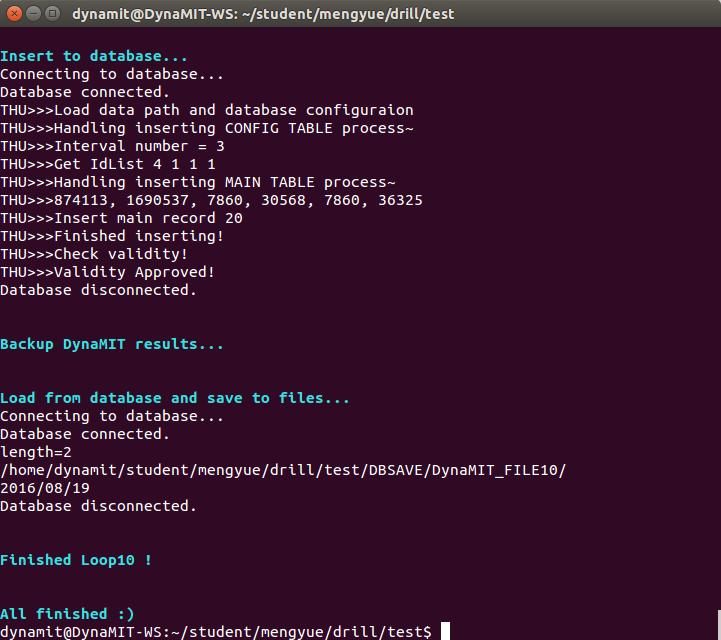 dynamit@DynaMIT-WS: ~/student/mengyue/drill/test
Insert to database...
Connecting to database...
Database connected.
THU>>>Load data path and database configuraion
THU>>>Handling inserting CONFIG TABLE process~
THU>>>Interval number = 3
THU>>>Get IdList 4 1 1 1
THU>>>Handling inserting MAIN TABLE process~
THU>>>874113, 1690537, 7860, 30568, 7860, 36325
THU>>>Insert main record 20
THU>>>Finished inserting!
THU>>>Check validity!
THU>>>Validity Approved!
Database disconnected.
Backup DynaMIT results...
Load from database and save to files...
Connecting to database...
Database connected.
length=2
/home/dynamit/student/mengyue/drill/test/DBSAVE/DynaMIT_FILE10/
2016/08/19
Database disconnected.
Finished Loop10 !
All finished :)
dynamit@DynaMIT-WS:~/student/mengyue/drill/test$